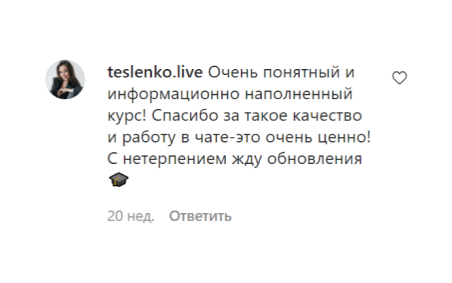 teslenko.live Очень понятный и
информационно наполненный
курс! Спасибо за такое качество
и работу в чате-это очень ценно!
С нетерпением жду обновления
🎓
20 нед. Ответить